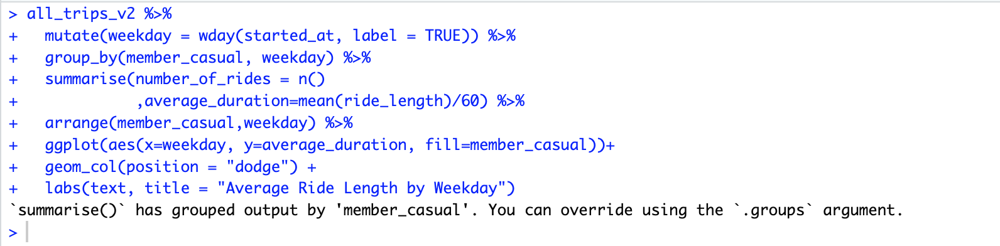 > all_trips_v2 %>%
+   mutate(weekday = wday(started_at, label = TRUE)) %>%
+   group_by(member_casual, weekday) %>%
+   summarise(number_of_rides = n()
+             ,average_duration=mean(ride_length)/60) %>%
+   arrange(member_casual,weekday) %>%
+   ggplot(aes(x=weekday, y=average_duration, fill=member_casual))+
+   geom_col(position = "dodge") +
+   labs(text, title = "Average Ride Length by Weekday")
`summarise()` has grouped output by 'member_casual'. You can override using the `.groups` argument.
>